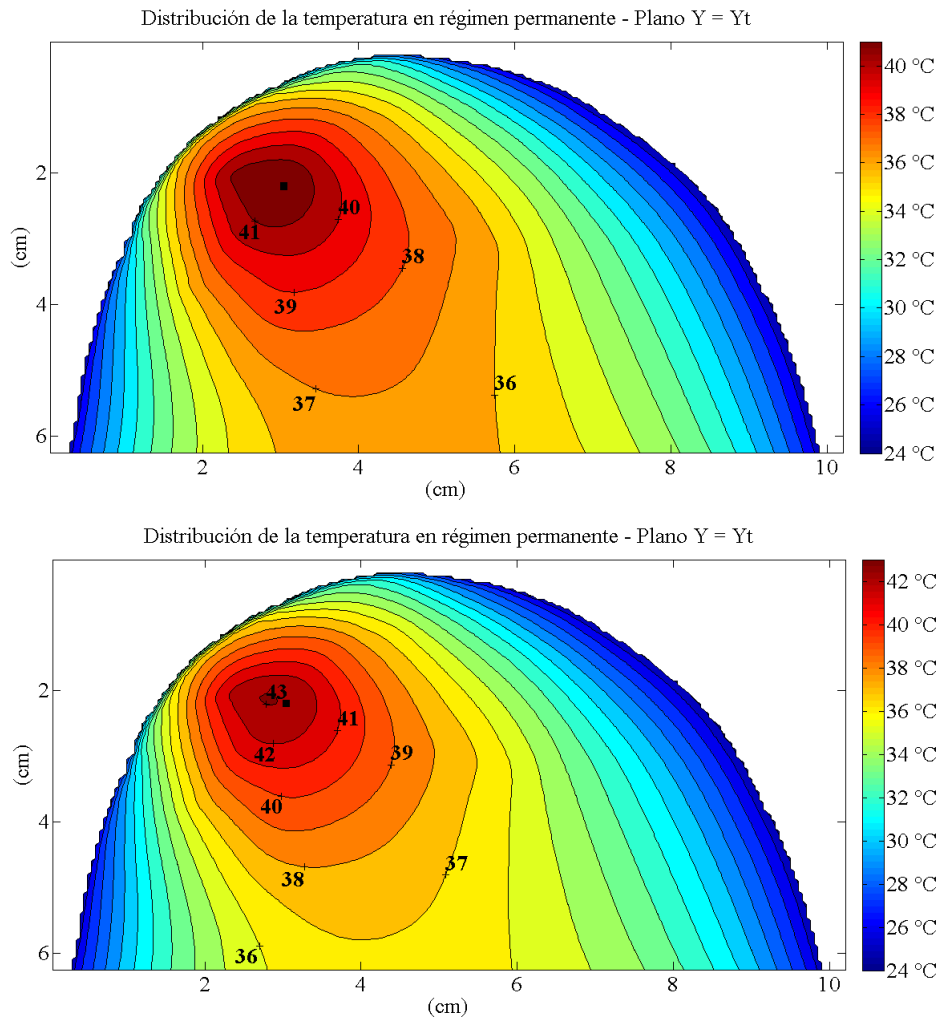 Distribución de la temperatura en régimen permanente - Plano Y = Yt
40 °C
38 °C
36 °C
34 °C
32 °C
30 °C
28 °C
26 °C
24 °C
2
4
6
(cm)
40
41
38
39
37
36
2
4
6
8
10
(cm)
Distribución de la temperatura en régimen permanente - Plano Y = Yt
42 °C
40 °C
38 °C
36 °C
34 °C
32 °C
30 °C
28 °C
26 °C
24 °C
2
4
6
(cm)
43
41
42
39
40
37
38
36
2
4
6
8
10
(cm)